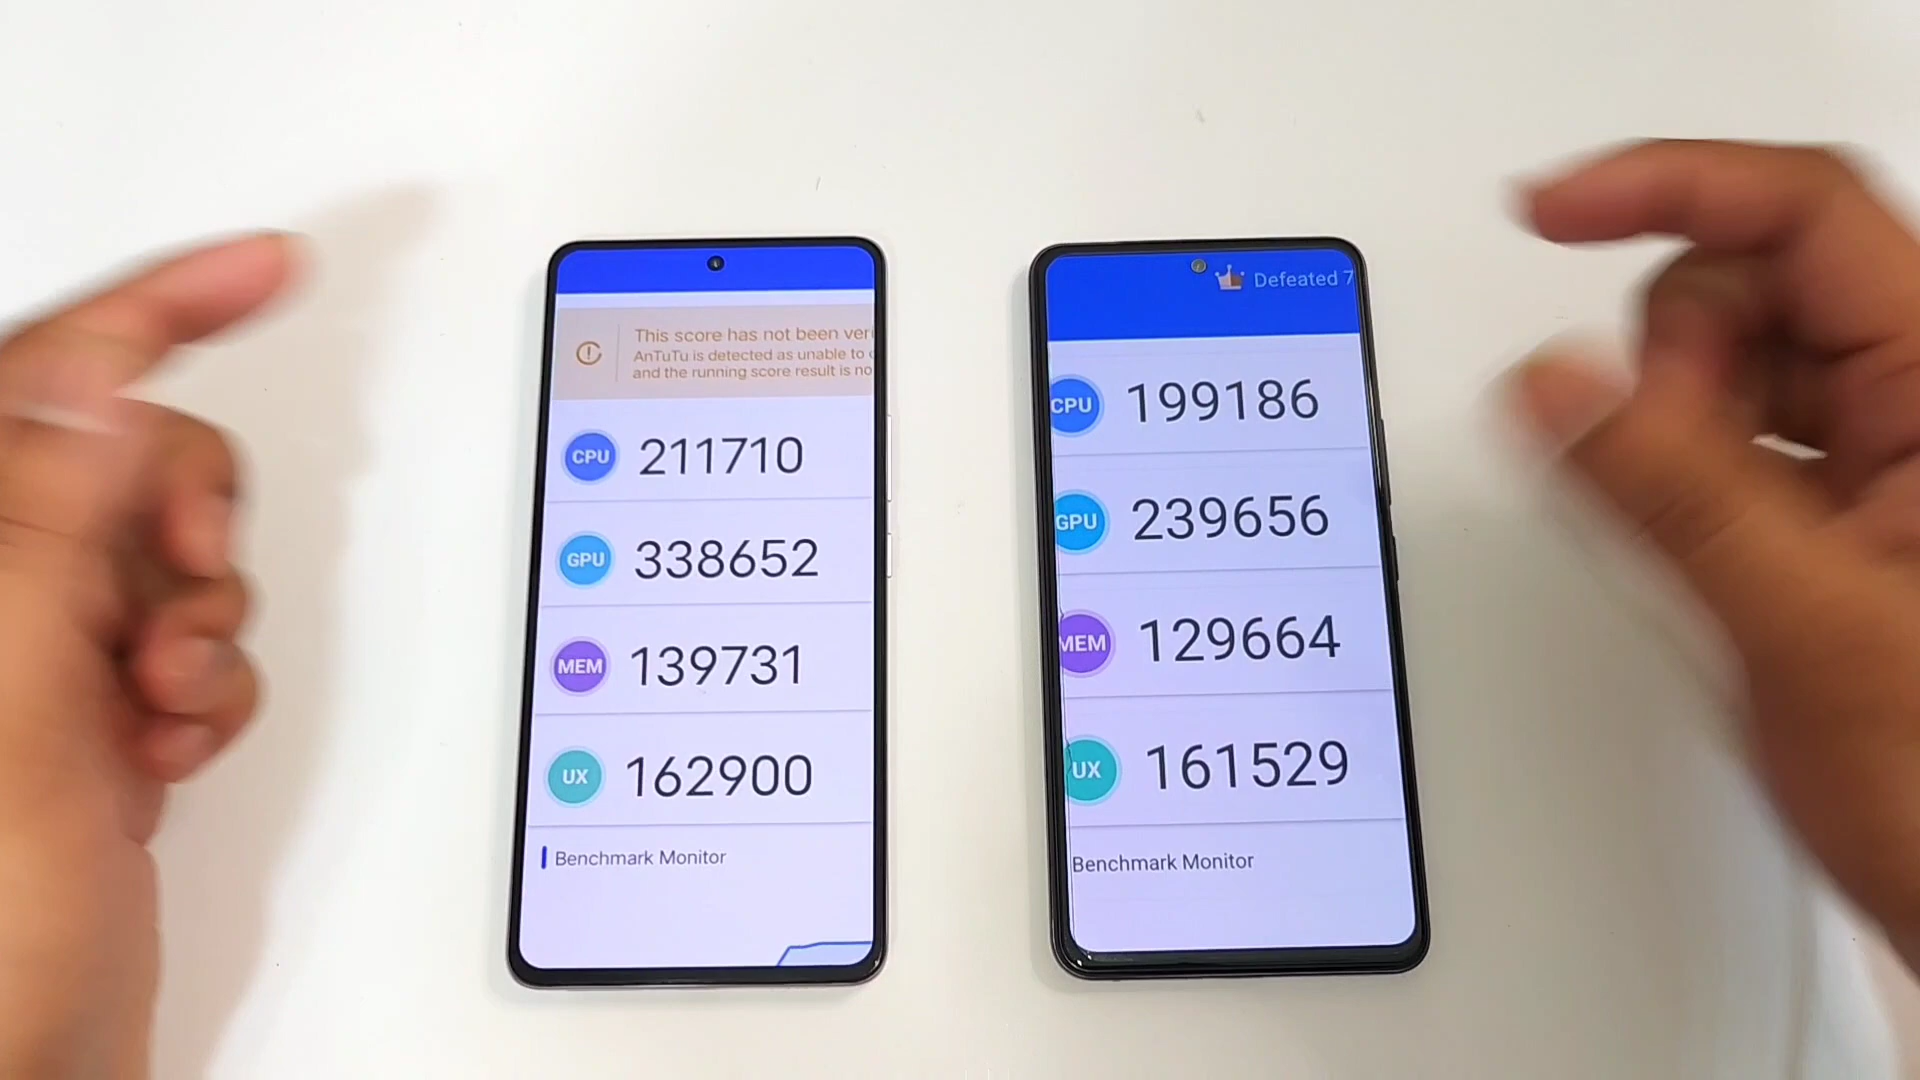 This score has not been ver
AnTuTu is detected as unable to
and the running score result is no
CPU 211710
GPU 338652
MEM 139731
UX 162900
Benchmark Monitor
Defeated 7
CPU 199186
GPU 239656
MEM 129664
UX 161529
Benchmark Monitor